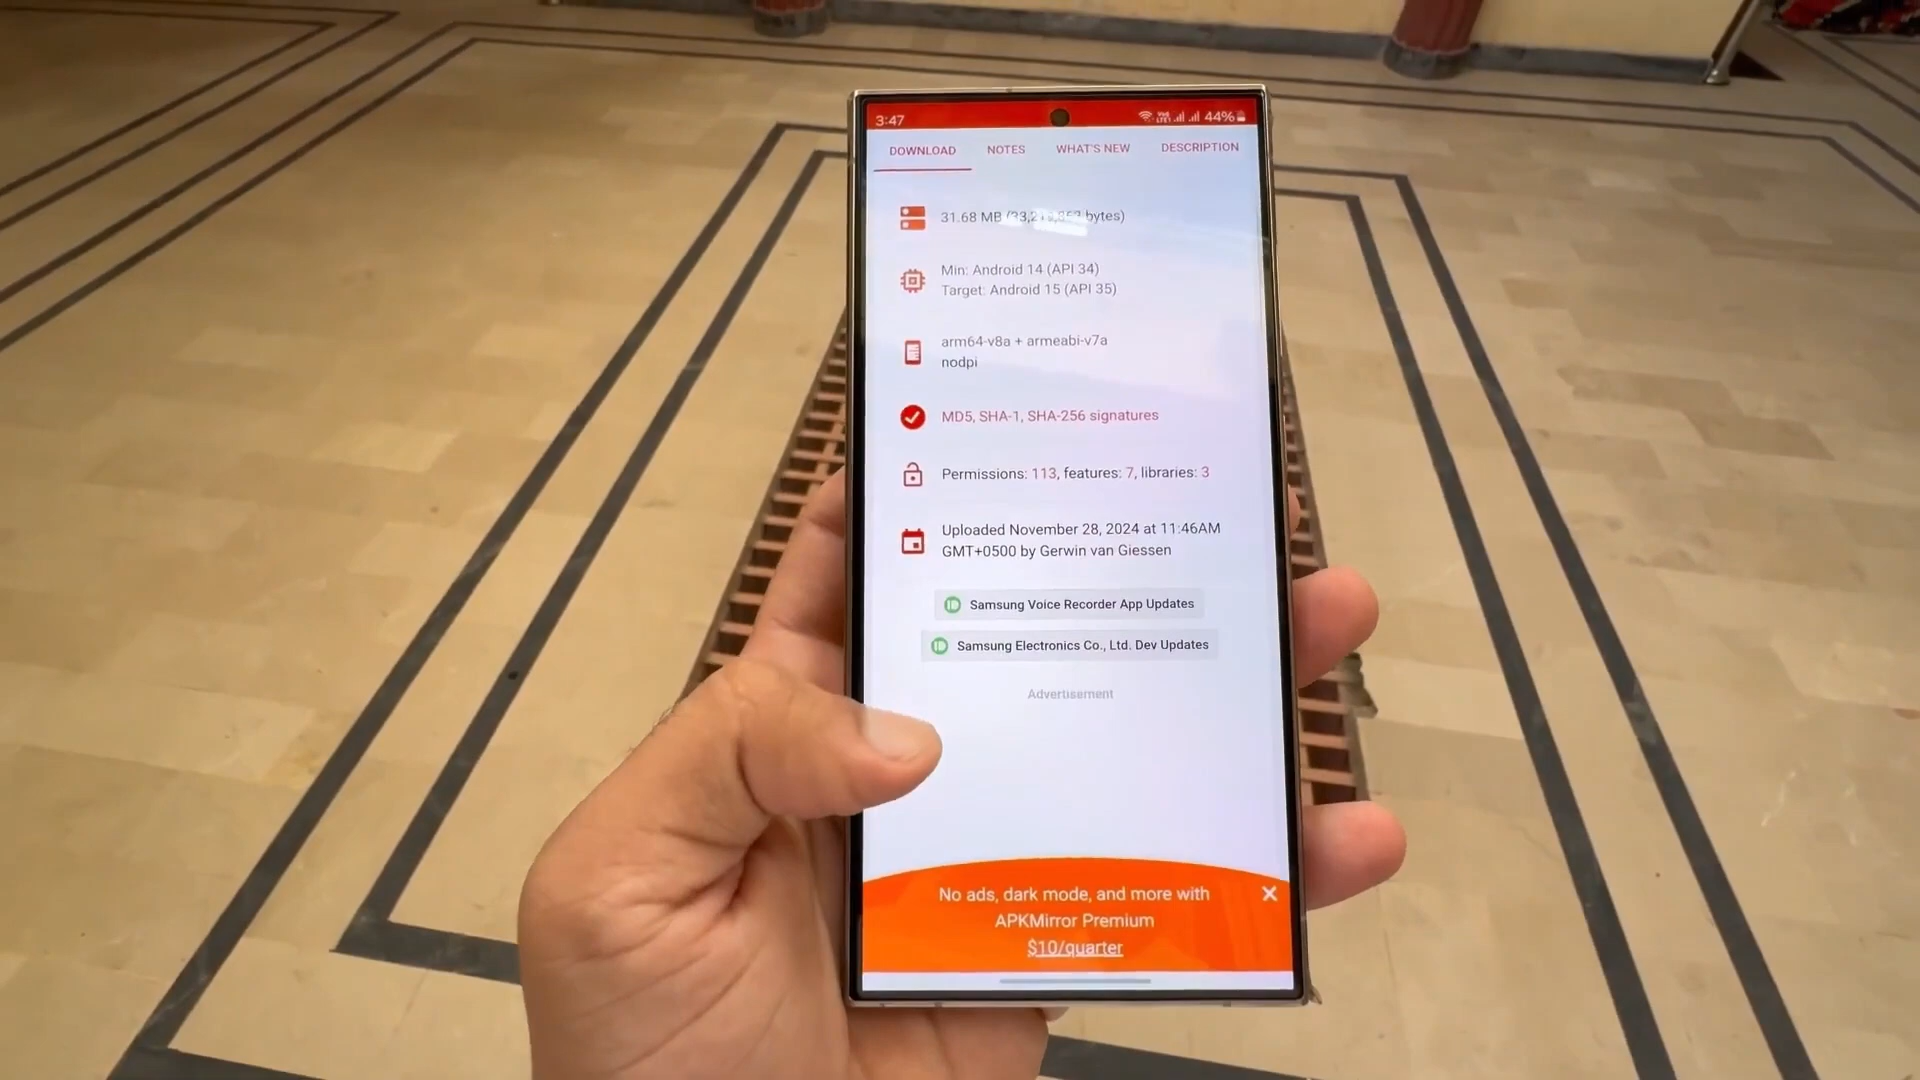 3:47 44%
DOWNLOAD NOTES WHAT'S NEW DESCRIPTION
31.68 MB bytes)
Min: Android 14 (API 34)
Target: Android 15 (API 35)
arm64-v8a + armeabi-v7a
nodpi
MD5, SHA-1, SHA-256 signatures
Permissions: 113, features: 7, libraries: 3
Uploaded November 28, 2024 at 11:46AM
GMT+0500 by Gerwin van Giessen
Samsung Voice Recorder App Updates
Samsung Electronics Co., Ltd. Dev Updates
Advertisement
No ads, dark mode, and more with
APKMirror Premium
$10/quarter